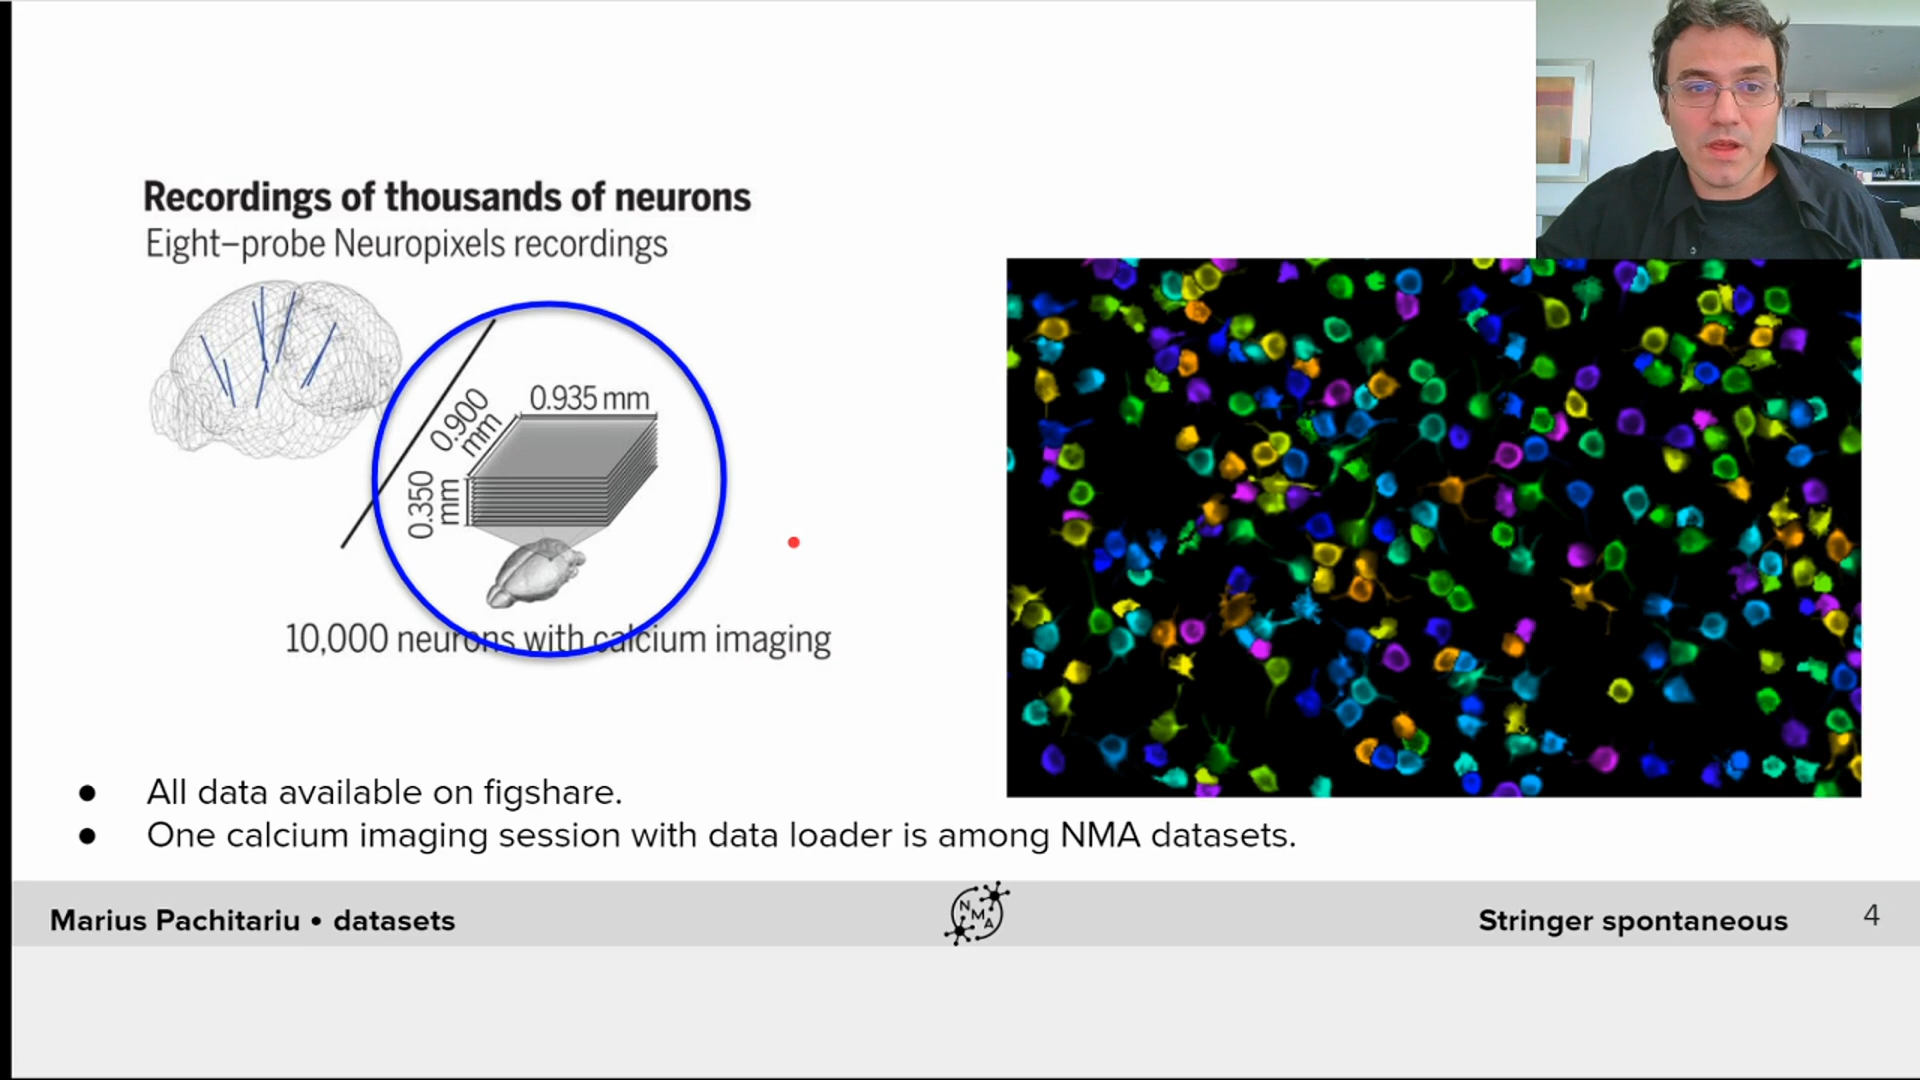 Recordings of thousands of neurons
Eight–probe Neuropixels recordings
0.935 mm
0.900
mm
0.350
mm
10,000 neurons with calcium imaging
● All data available on figshare.
● One calcium imaging session with data loader is among NMA datasets.
Marius Pachitariu • datasets
N
M
A
Stringer spontaneous
4